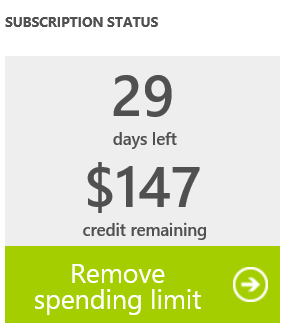 SUBSCRIPTION STATUS
29
days left
$147
credit remaining
Remove
spending limit